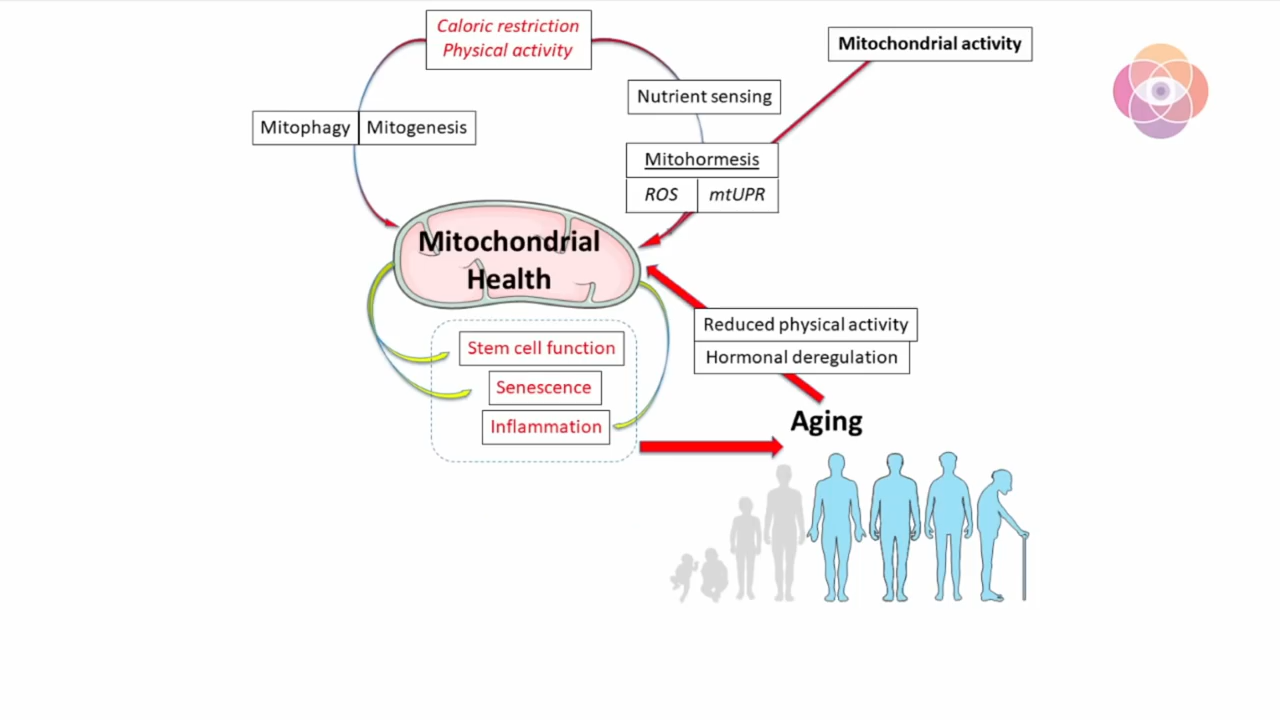 Caloric restriction
Physical activity
Mitochondrial activity
Nutrient sensing
Mitophagy
Mitogenesis
Mitohormesis
ROS
mtUPR
Mitochondrial
Health
Reduced physical activity
Hormonal deregulation
Stem cell function
Senescence
Inflammation
Aging